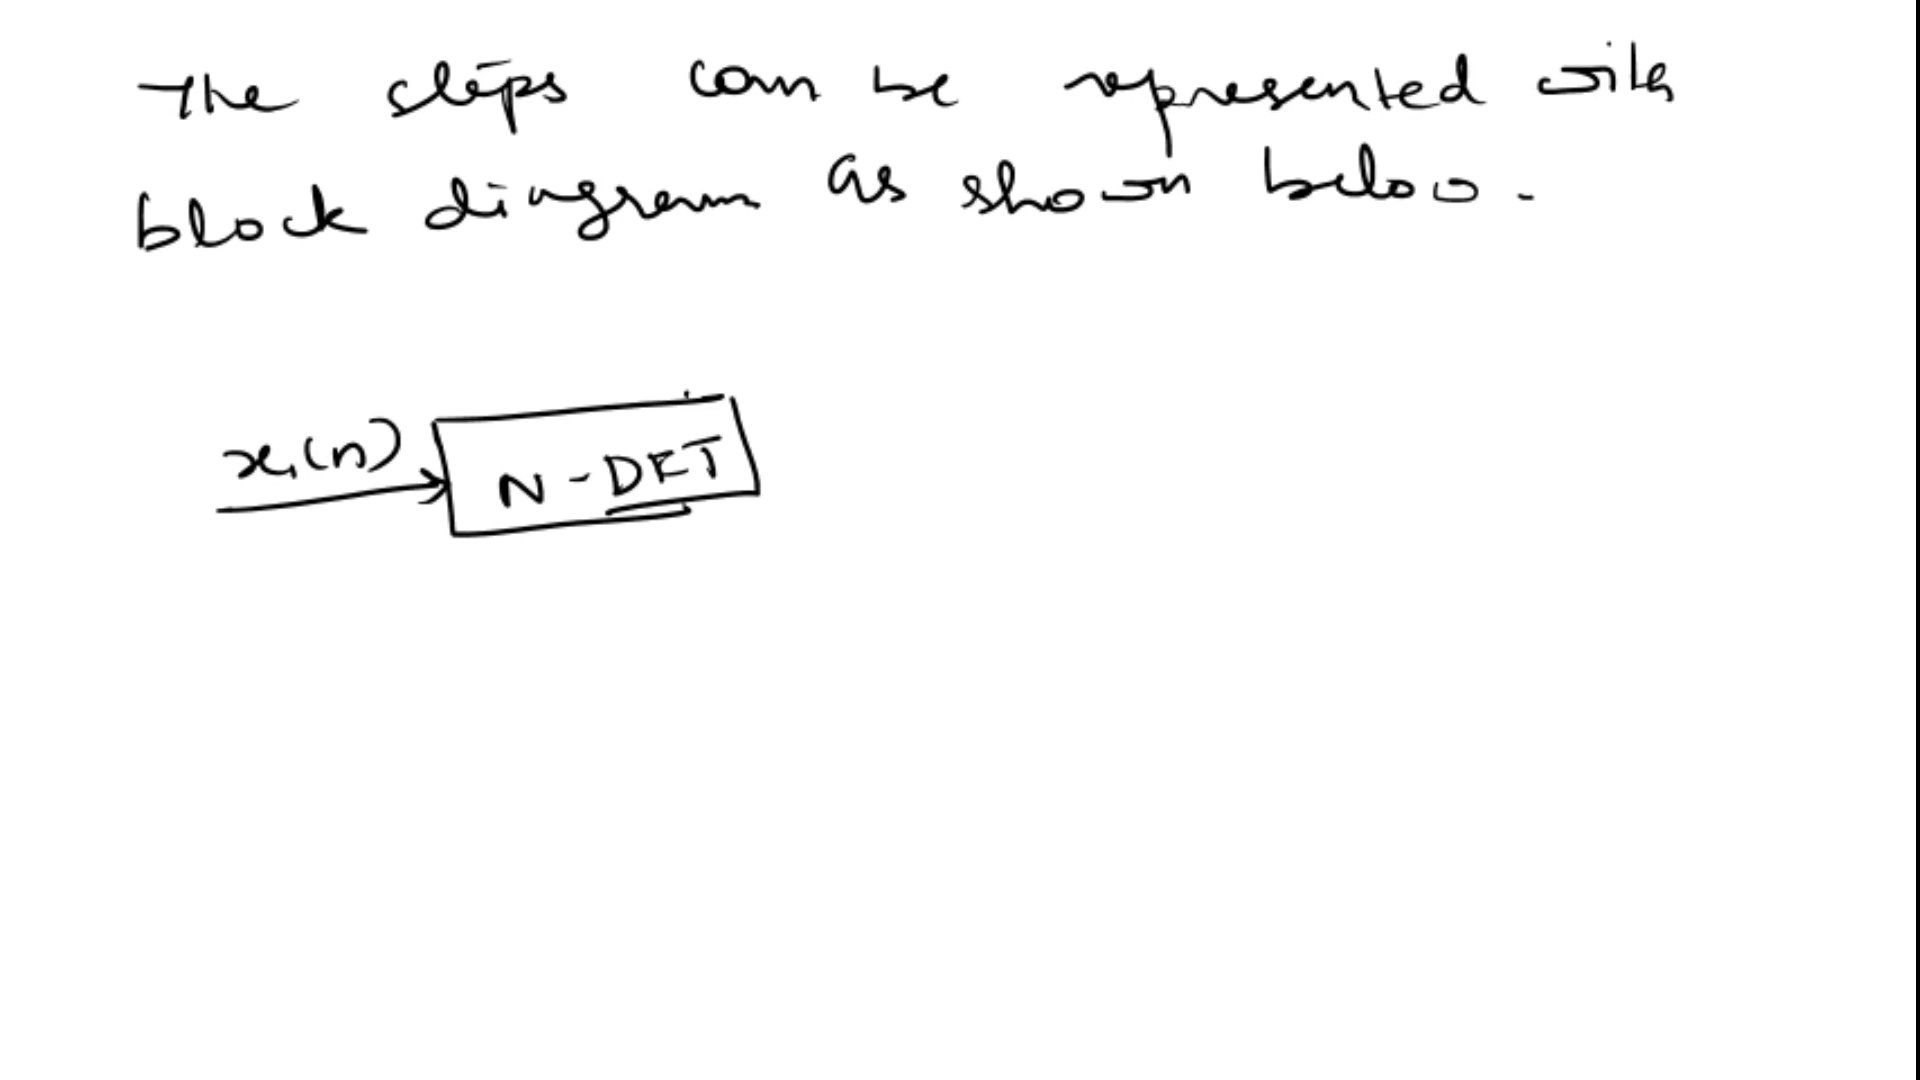 The steps can be represented with
block diagram as shown below.
x₁(n)
N - DFT